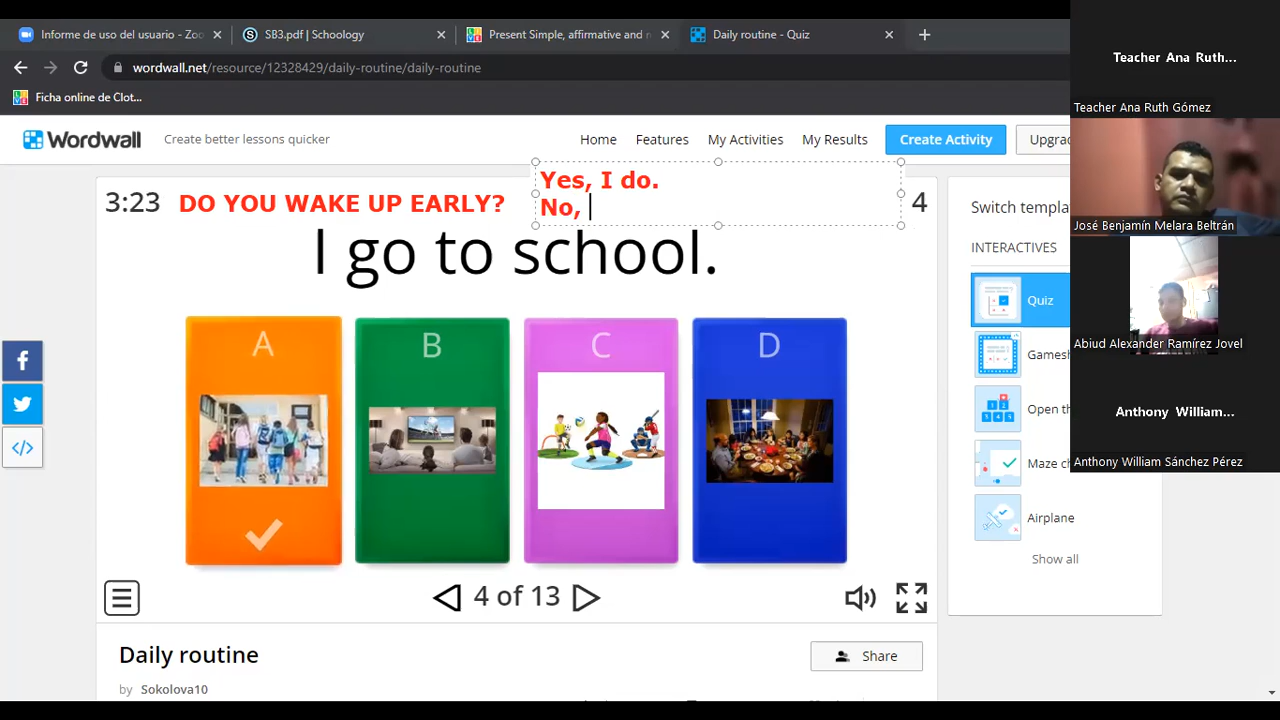 Informe de uso del usuario - Zoo
SB3.pdf | Schoology
Present Simple, affirmative and n
Daily routine - Quiz
wordwall.net/resource/12328429/daily-routine/daily-routine
Ficha online de Clot...
Wordwall
Create better lessons quicker
Home
Features
My Activities
My Results
Create Activity
Upgra
3:23
DO YOU WAKE UP EARLY?
Yes, I do.
No,
4
I go to school.
A
B
C
D
4 of 13
Daily routine
Share
by Sokolova10
Switch templa
INTERACTIVES
Quiz
Gamesh
Open th
Maze ch
Airplane
Show all
Teacher Ana Ruth...
Teacher Ana Ruth Gómez
José Benjamín Melara Beltrán
Abiud Alexander Ramírez Jovel
Anthony William...
Anthony William Sánchez Pérez